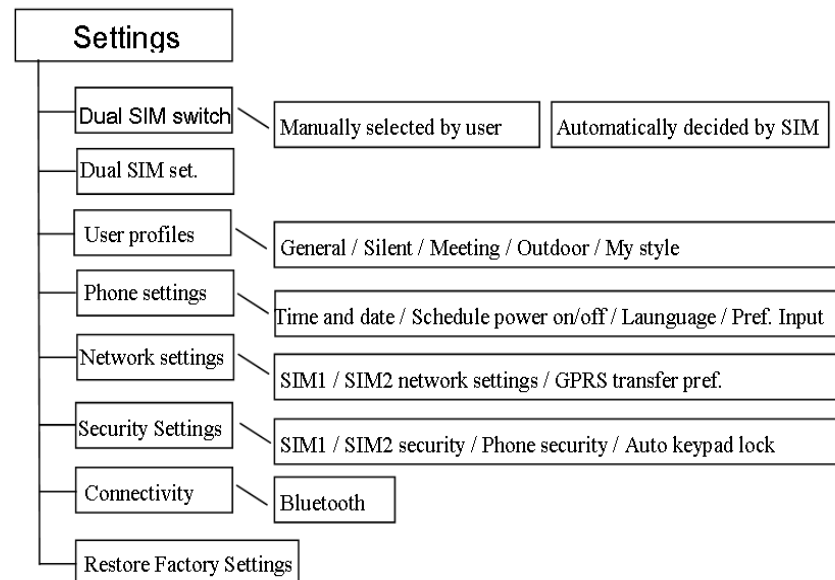 Settings
Dual SIM switch
Manually selected by user
Automatically decided by SIM
Dual SIM set.
User profiles
General / Silent / Meeting / Outdoor / My style
Phone settings
Time and date / Schedule power on/off / Launguage / Pref. Input
Network settings
SIM1 / SIM2 network settings / GPRS transfer pref.
Security Settings
SIM1 / SIM2 security / Phone security / Auto keypad lock
Connectivity
Bluetooth
Restore Factory Settings